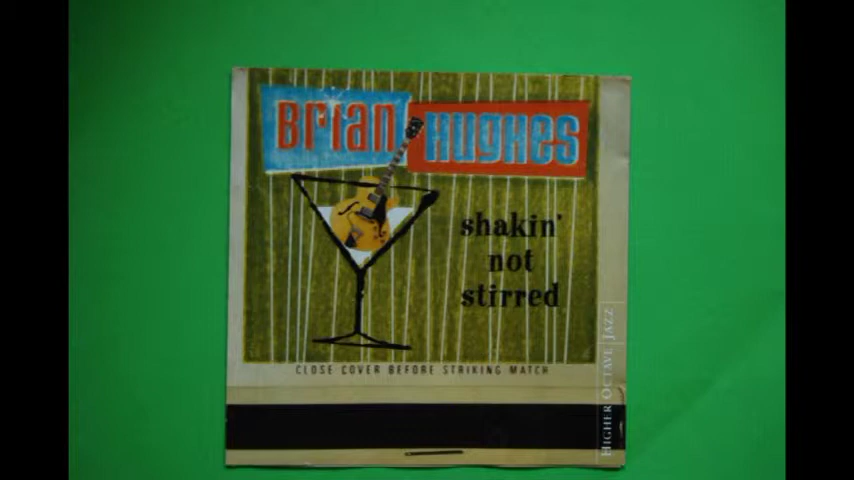 Brian Hughes
shakin'
not
stirred
CLOSE COVER BEFORE STRIKING MATCH
HIGHER OCTAVE JAZZ